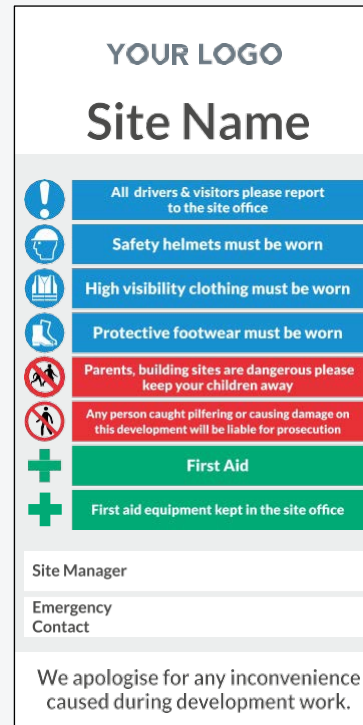 YOUR LOGO
Site Name
All drivers & visitors please report
to the site office
Safety helmets must be worn
High visibility clothing must be worn
Protective footwear must be worn
Parents, building sites are dangerous please
keep your children away
Any person caught pilfering or causing damage on
this development will be liable for prosecution
First Aid
First aid equipment kept in the site office
Site Manager
Emergency
Contact
We apologise for any inconvenience
caused during development work.